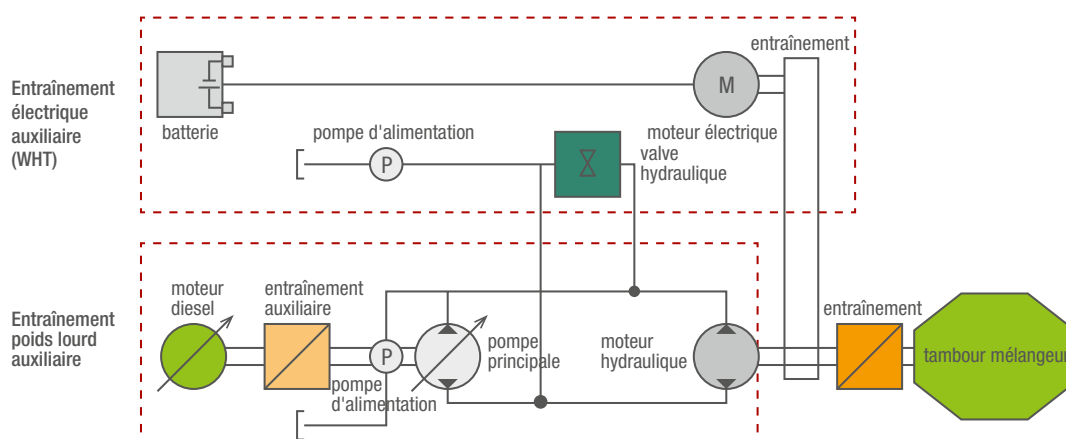 entraînement
Entraînement
électrique
auxiliaire
(WHT)
M
batterie
pompe d'alimentation
moteur électrique
valve
hydraulique
P
Entraînement
poids lourd
auxiliaire
moteur
diesel
entraînement
auxiliaire
P
pompe
principale
moteur
hydraulique
entraînement
tambour mélangeur
pompe
d'alimentation